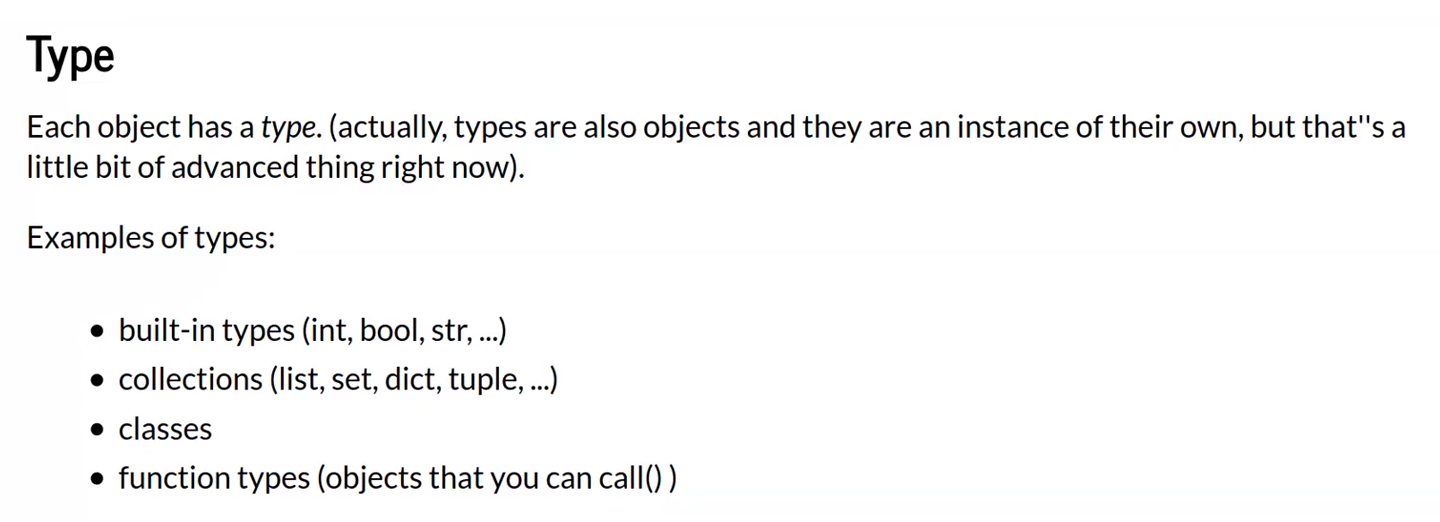 Type
Each object has a type. (actually, types are also objects and they are an instance of their own, but that''s a
little bit of advanced thing right now).
Examples of types:
• built-in types (int, bool, str, ...)
• collections (list, set, dict, tuple, ...)
• classes
• function types (objects that you can call() )